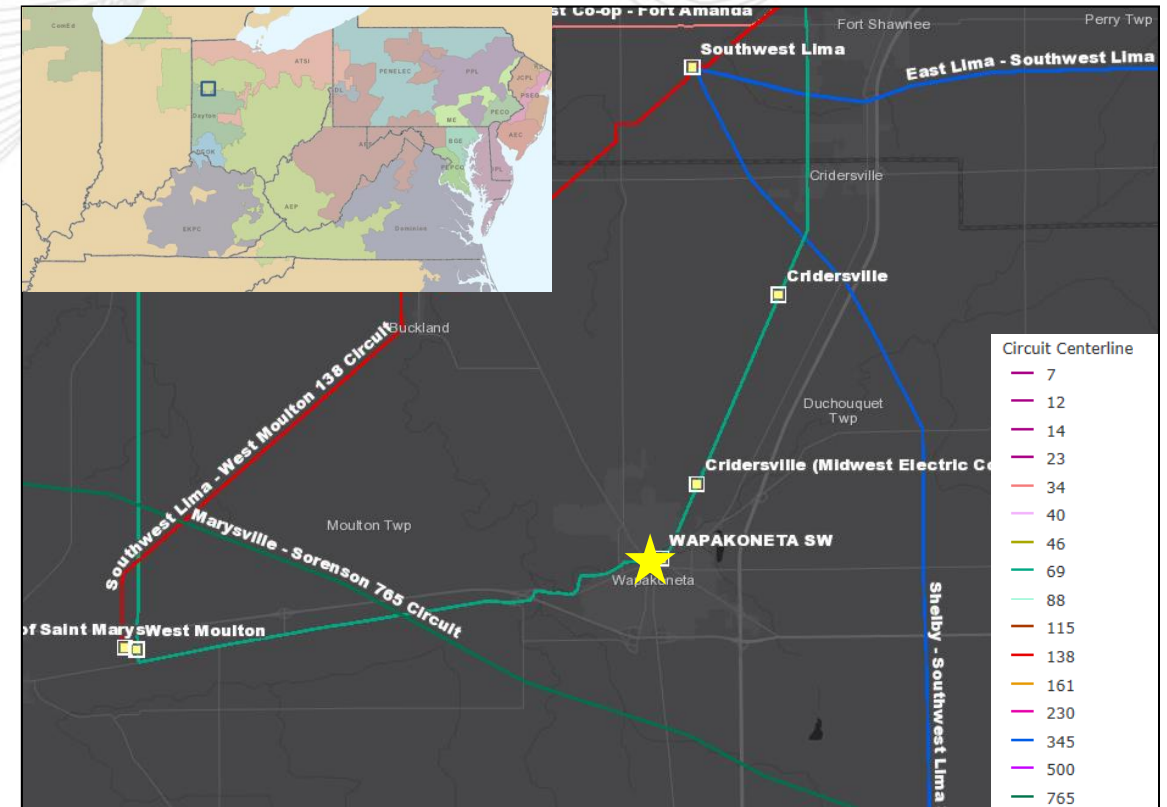 ComEd
ATSI
PENELEC
PPL
JCPL
PSEG
Dayton
ME
PECO
AEC
BGE
PEPCO
DPL
EKPC
AEP
Dominion
st Co-op - Fort Amanda
Fort Shawnee
Perry Twp
Southwest Lima
East Lima - Southwest Lima
Cridersville
Cridersville
Buckland
Southwest Lima - West Moulton 138 Circuit
Duchouquet
Twp
Cridersville (Midwest Electric Co
Marysville - Sorenson 765 Circuit
Moulton Twp
WAPAKONETA SW
Wapakoneta
of Saint Marys
West Moulton
Shelby - Southwest Lima
Circuit Centerline
7
12
14
23
34
40
46
69
88
115
138
161
230
345
500
765